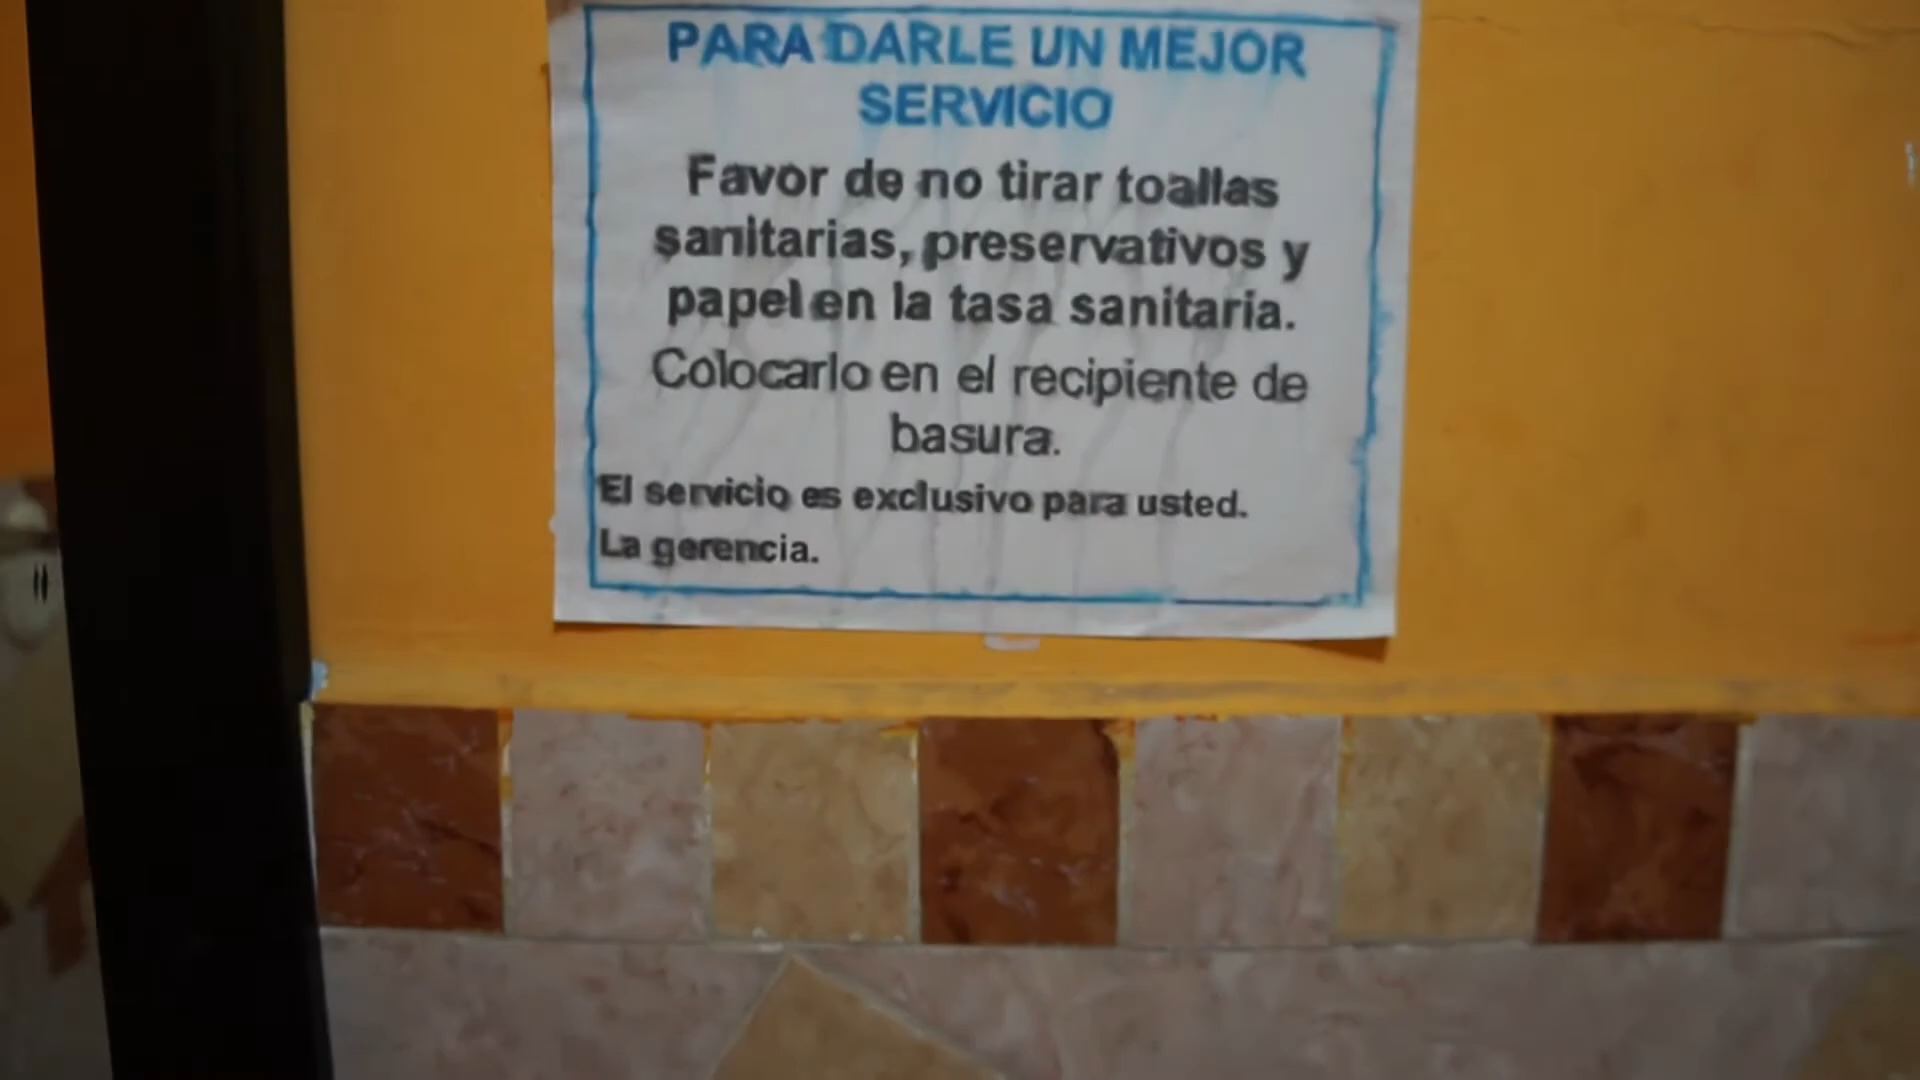 PARA DARLE UN MEJOR
SERVICIO
Favor de no tirar toallas
sanitarias, preservativos y
papel en la tasa sanitaria.
Colocarlo en el recipiente de
basura.
El servicio es exclusivo para usted.
La gerencia.